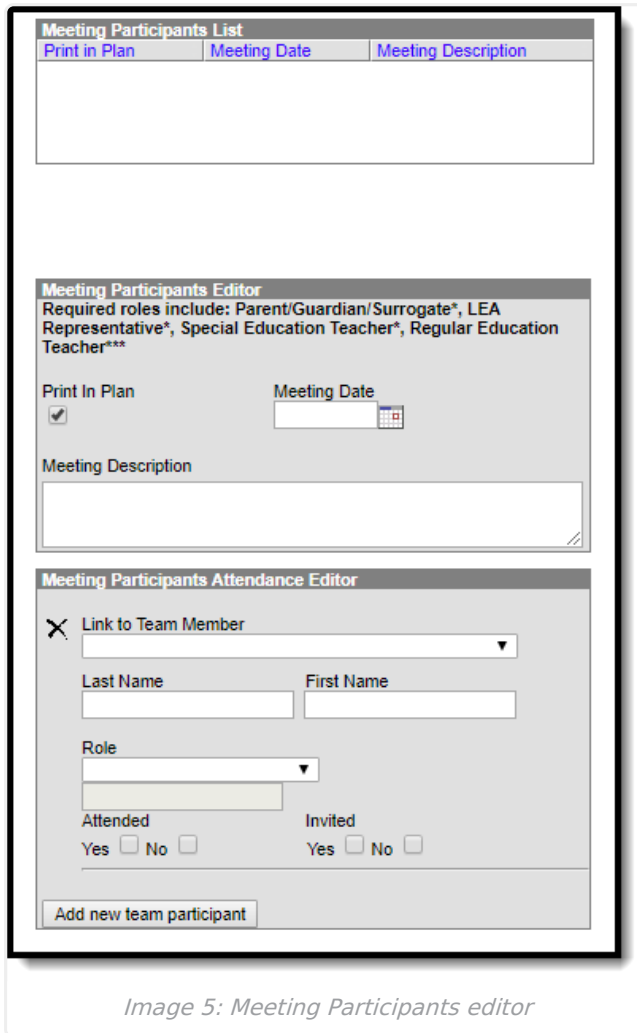 Meeting Participants List
Print in Plan Meeting Date Meeting Description
Meeting Participants Editor
Required roles include: Parent/Guardian/Surrogate*, LEA
Representative*, Special Education Teacher*, Regular Education
Teacher***
Print In Plan Meeting Date
Meeting Description
Meeting Participants Attendance Editor
Link to Team Member
Last Name First Name
Role
Attended Invited
Yes No Yes No
Add new team participant
Image 5: Meeting Participants editor